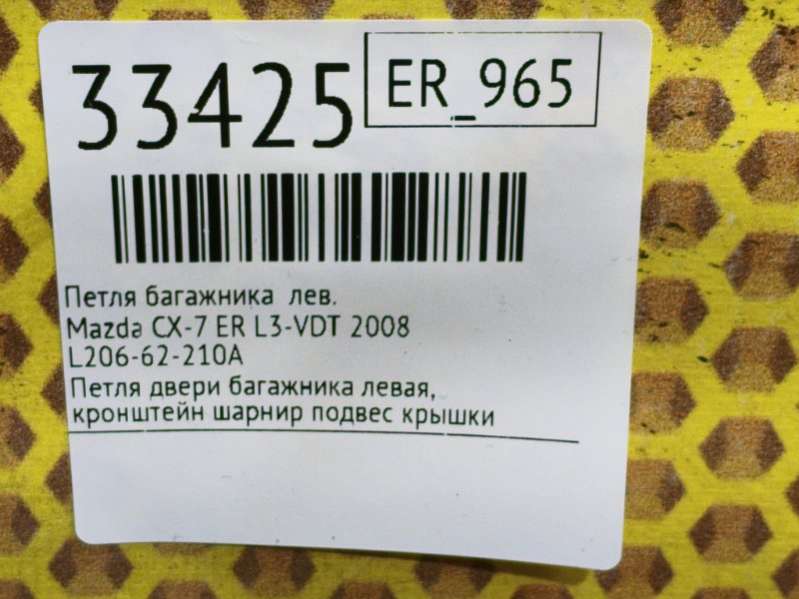 33425
ER_965
Петля багажника лев.
Mazda CX-7 ER L3-VDT 2008
L206-62-210A
Петля двери багажника левая,
кронштейн шарнир подвес крышки